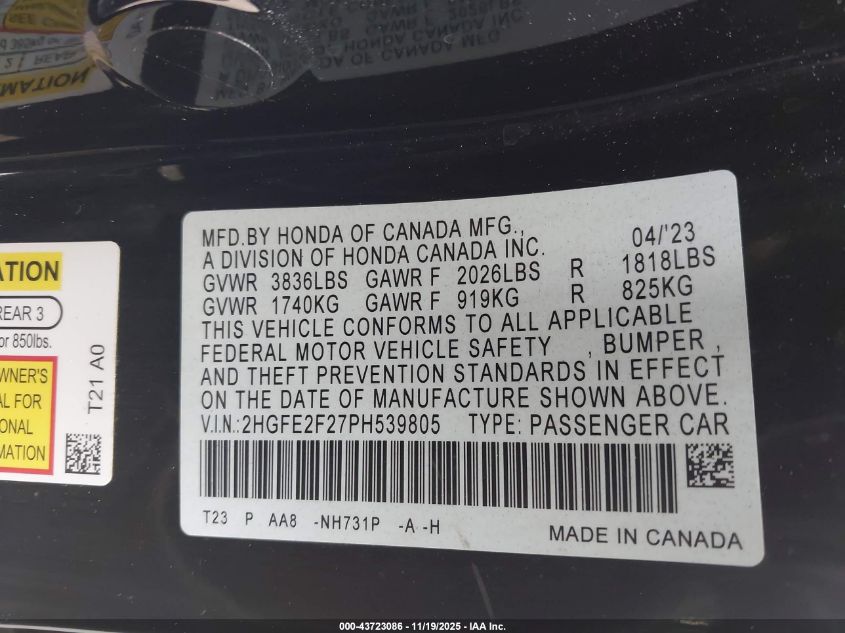 ATION
REAR 3
or 850lbs.
WNER'S
AL FOR
ONAL
MATION
T21 A0
MFD.BY HONDA OF CANADA MFG., 04/'23
A DIVISION OF HONDA CANADA INC.
GVWR 3836LBS GAWR F 2026LBS R 1818LBS
GVWR 1740KG GAWR F 919KG R 825KG
THIS VEHICLE CONFORMS TO ALL APPLICABLE
FEDERAL MOTOR VEHICLE SAFETY , BUMPER ,
AND THEFT PREVENTION STANDARDS IN EFFECT
ON THE DATE OF MANUFACTURE SHOWN ABOVE.
V.I.N.:2HGFE2F27PH539805 TYPE: PASSENGER CAR
T23 P AA8 -NH731P -A -H
MADE IN CANADA
000-43723086 - 11/19/2025 - IAA Inc.